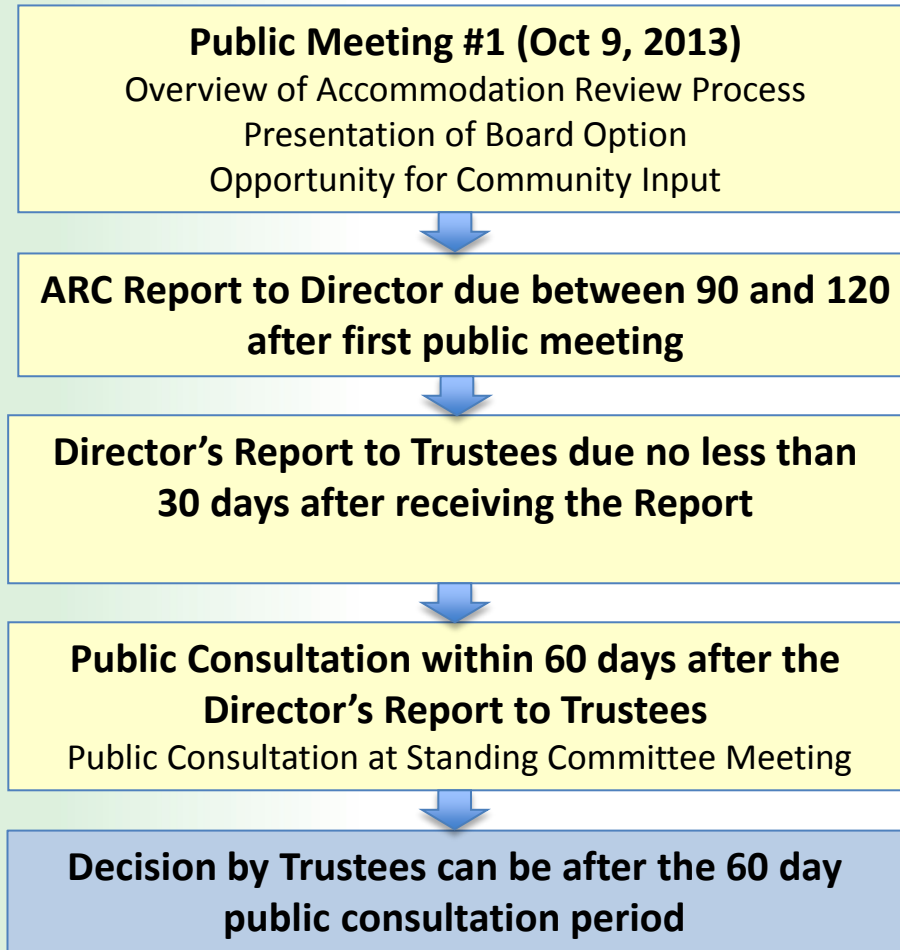 Public Meeting #1 (Oct 9, 2013)
Overview of Accommodation Review Process
Presentation of Board Option
Opportunity for Community Input
ARC Report to Director due between 90 and 120
after first public meeting
Director’s Report to Trustees due no less than
30 days after receiving the Report
Public Consultation within 60 days after the
Director’s Report to Trustees
Public Consultation at Standing Committee Meeting
Decision by Trustees can be after the 60 day
public consultation period